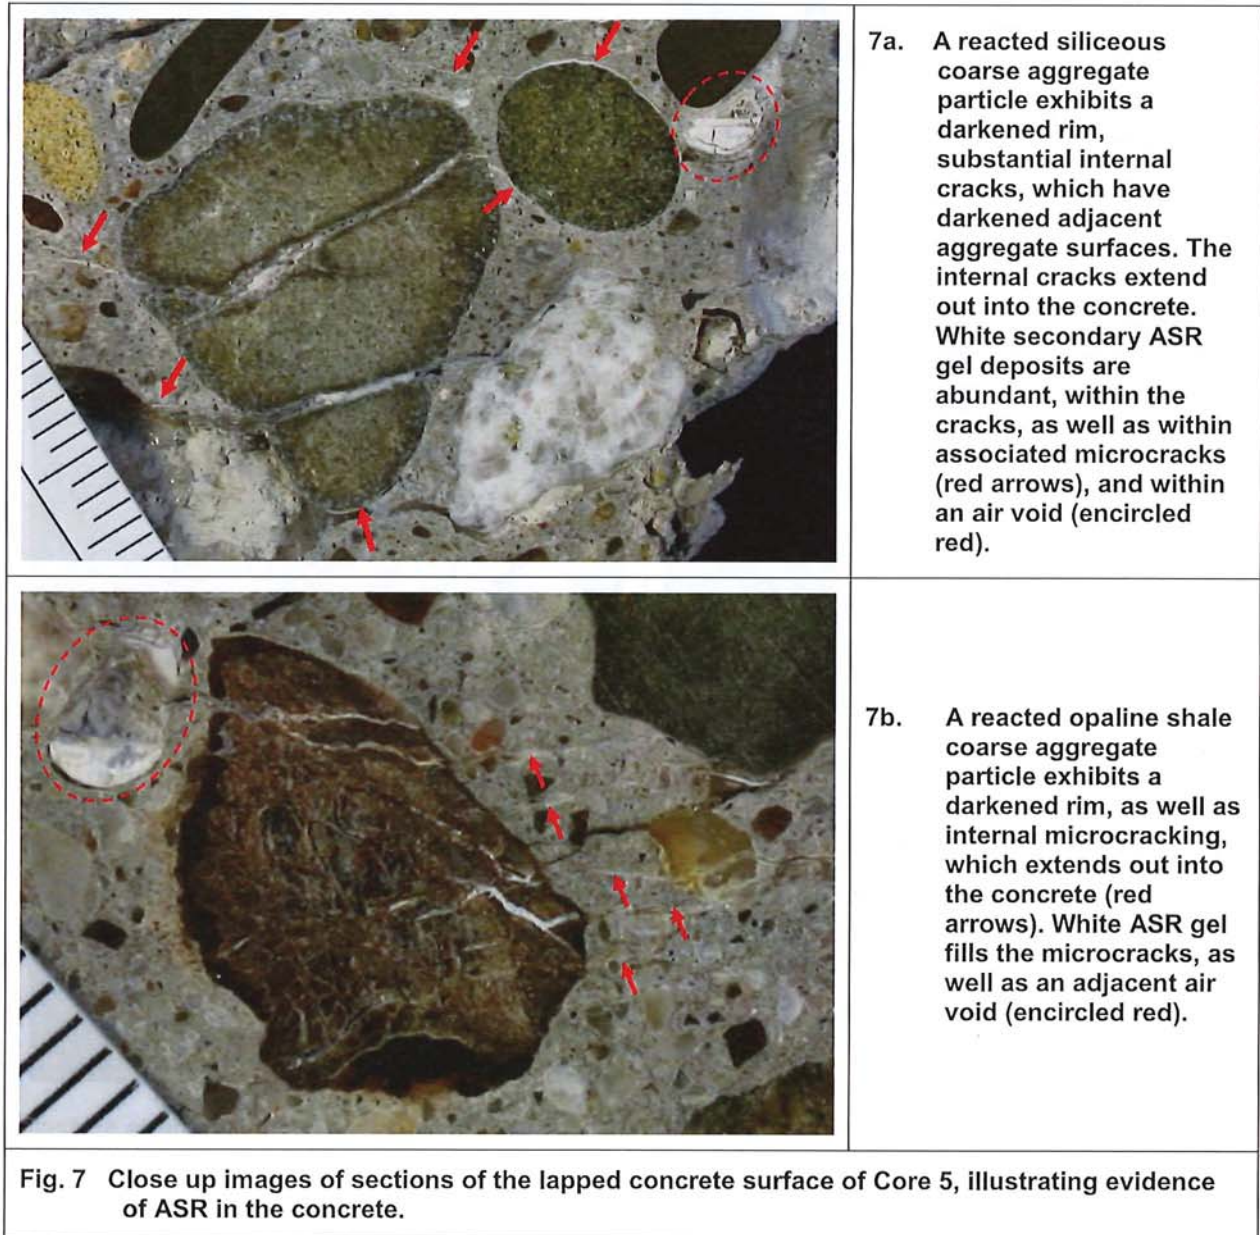 7a. A reacted siliceous
coarse aggregate
particle exhibits a
darkened rim,
substantial internal
cracks, which have
darkened adjacent
aggregate surfaces. The
internal cracks extend
out into the concrete.
White secondary ASR
gel deposits are
abundant, within the
cracks, as well as within
associated microcracks
(red arrows), and within
an air void (encircled
red).
7b. A reacted opaline shale
coarse aggregate
particle exhibits a
darkened rim, as well as
internal microcracking,
which extends out into
the concrete (red
arrows). White ASR gel
fills the microcracks, as
well as an adjacent air
void (encircled red).
Fig. 7 Close up images of sections of the lapped concrete surface of Core 5, illustrating evidence
of ASR in the concrete.